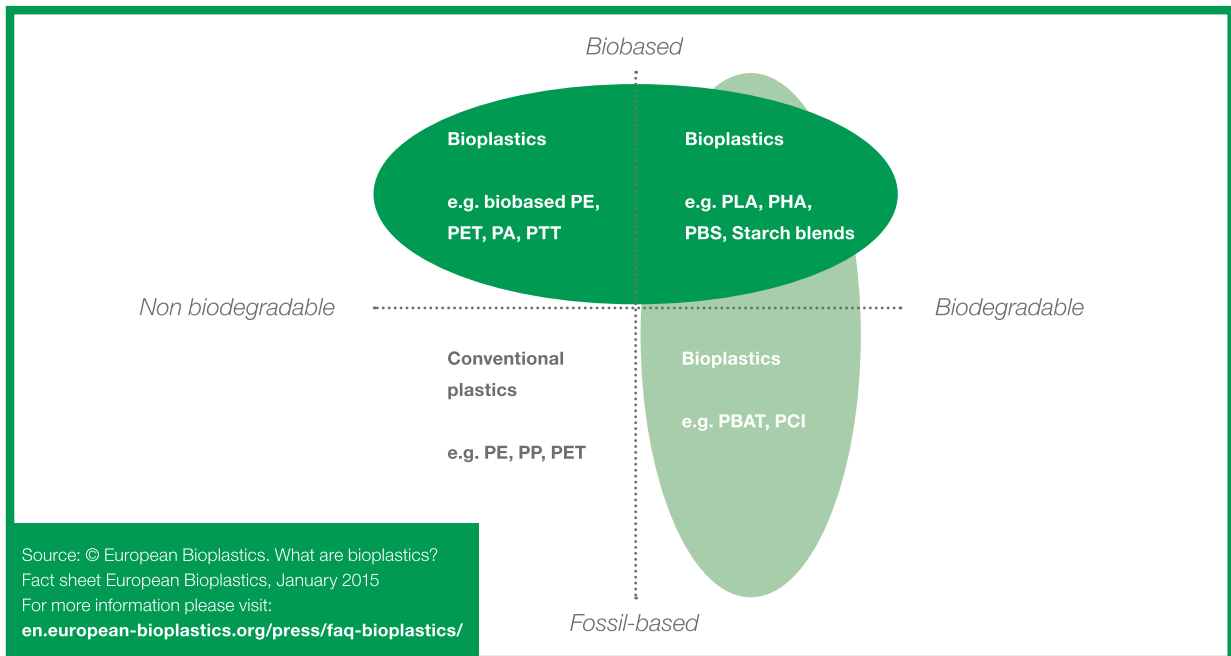 Biobased
Bioplastics
e.g. biobased PE,
PET, PA, PTT
Bioplastics
e.g. PLA, PHA,
PBS, Starch blends
Non biodegradable
Biodegradable
Conventional
plastics
e.g. PE, PP, PET
Bioplastics
e.g. PBAT, PCI
Fossil-based
Source: © European Bioplastics. What are bioplastics?
Fact sheet European Bioplastics, January 2015
For more information please visit:
en.european-bioplastics.org/press/faq-bioplastics/